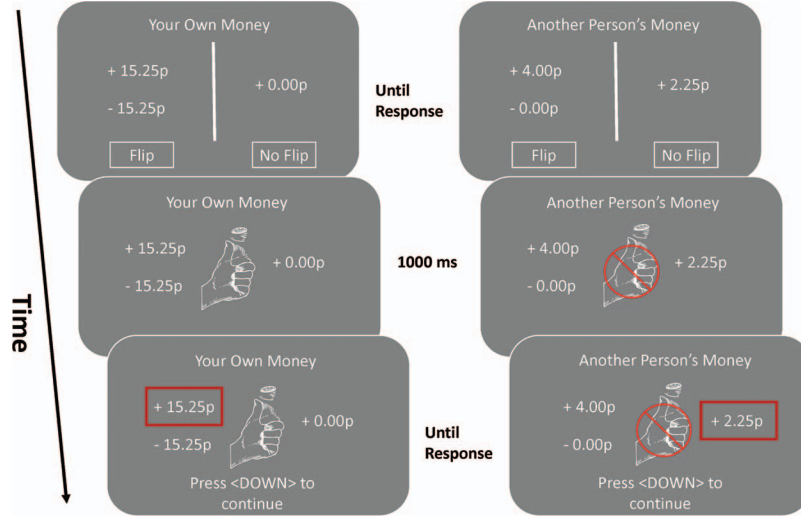 Your Own Money
+ 15.25p
- 15.25p
+ 0.00p
Flip
No Flip
Until
Response
Another Person's Money
+ 4.00p
- 0.00p
+ 2.25p
Flip
No Flip
Your Own Money
+ 15.25p
- 15.25p
+ 0.00p
1000 ms
Another Person's Money
+ 4.00p
- 0.00p
+ 2.25p
Time
Your Own Money
+ 15.25p
- 15.25p
+ 0.00p
Press <DOWN> to
continue
Until
Response
Another Person's Money
+ 4.00p
- 0.00p
+ 2.25p
Press <DOWN> to
continue